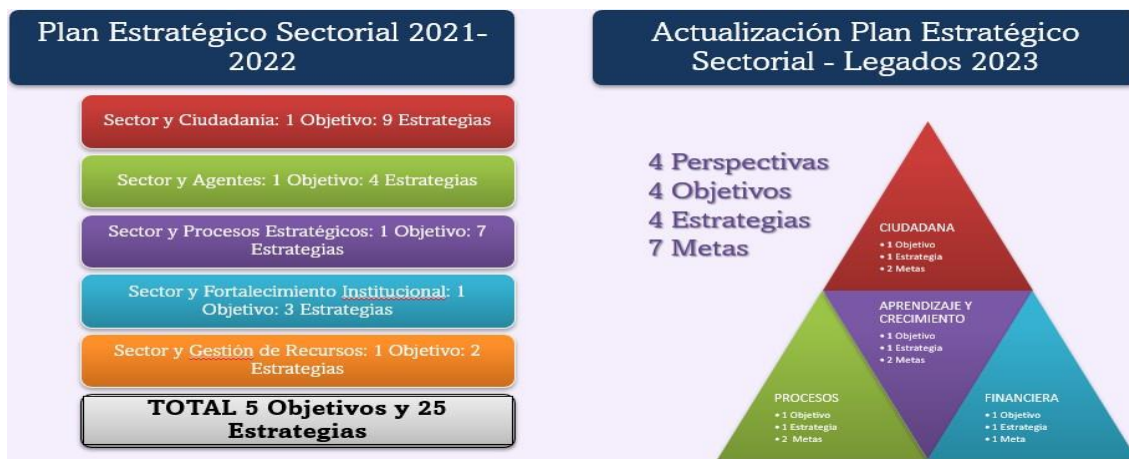 Plan Estratégico Sectorial 2021-
2022
Sector y Ciudadanía: 1 Objetivo: 9 Estrategias
Sector y Agentes: 1 Objetivo: 4 Estrategias
Sector y Procesos Estratégicos: 1 Objetivo: 7
Estrategias
Sector y Fortalecimiento Institucional: 1
Objetivo: 3 Estrategias
Sector y Gestión de Recursos: 1 Objetivo: 2
Estrategias
TOTAL 5 Objetivos y 25
Estrategias
Actualización Plan Estratégico
Sectorial - Legados 2023
4 Perspectivas
4 Objetivos
4 Estrategias
7 Metas
CIUDADANA
• 1 Objetivo
• 1 Estrategia
• 2 Metas
APRENDIZAJE Y
CRECIMIENTO
• 1 Objetivo
• 1 Estrategia
• 2 Metas
PROCESOS
• 1 Objetivo
• 1 Estrategia
• 2 Metas
FINANCIERA
• 1 Objetivo
• 1 Estrategia
• 1 Meta